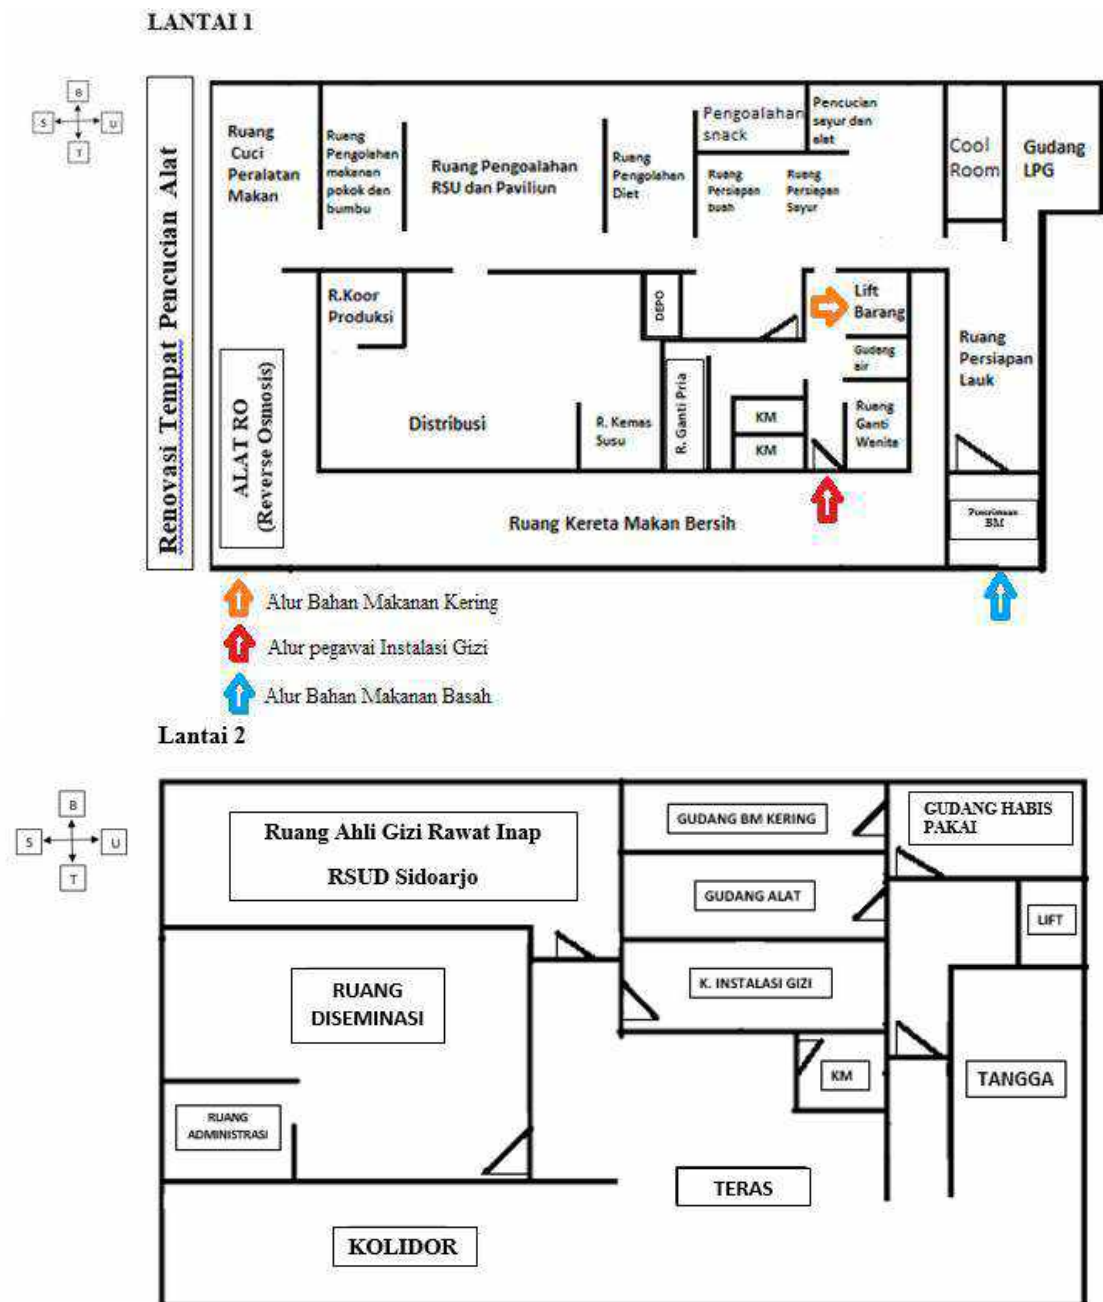 LANTAI 1
B
S
U
T
Renovasi Tempat Pencucian Alat
Ruang
Cuci
Peralatan
Makan
Ruang
Pengolahan
makanan
pokok dan
bumbu
Ruang Pengoalahan
RSU dan Paviliun
Ruang
Pengolahan
Diet
Pengoalahan
snack
Pencucian
sayur dan
alat
Ruang
Persiapan
buah
Ruang
Persiapan
Sayur
Cool
Room
Gudang
LPG
R.Koor
Produksi
DEPO
Lift
Barang
Gudang
air
Ruang
Persiapan
Lauk
ALAT RO
(Reverse Osmosis)
Distribusi
R. Kemas
Susu
R. Ganti Pria
KM
KM
Ruang
Ganti
Wanita
Ruang Kereta Makan Bersih
Penerimaan
BM
Alur Bahan Makanan Kering
Alur pegawai Instalasi Gizi
Alur Bahan Makanan Basah
Lantai 2
B
S
U
T
Ruang Ahli Gizi Rawat Inap
RSUD Sidoarjo
GUDANG BM KERING
GUDANG HABIS
PAKAI
GUDANG ALAT
LIFT
RUANG
DISEMINASI
K. INSTALASI GIZI
KM
TANGGA
RUANG
ADMINISTRASI
TERAS
KOLIDOR